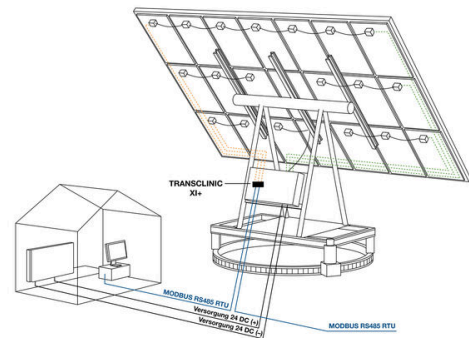 TRANSCLINIC
XI+
MODBUS RS485 RTU
Versorgung 24 DC (+)
Versorgung 24 DC (-)
MODBUS RS485 RTU